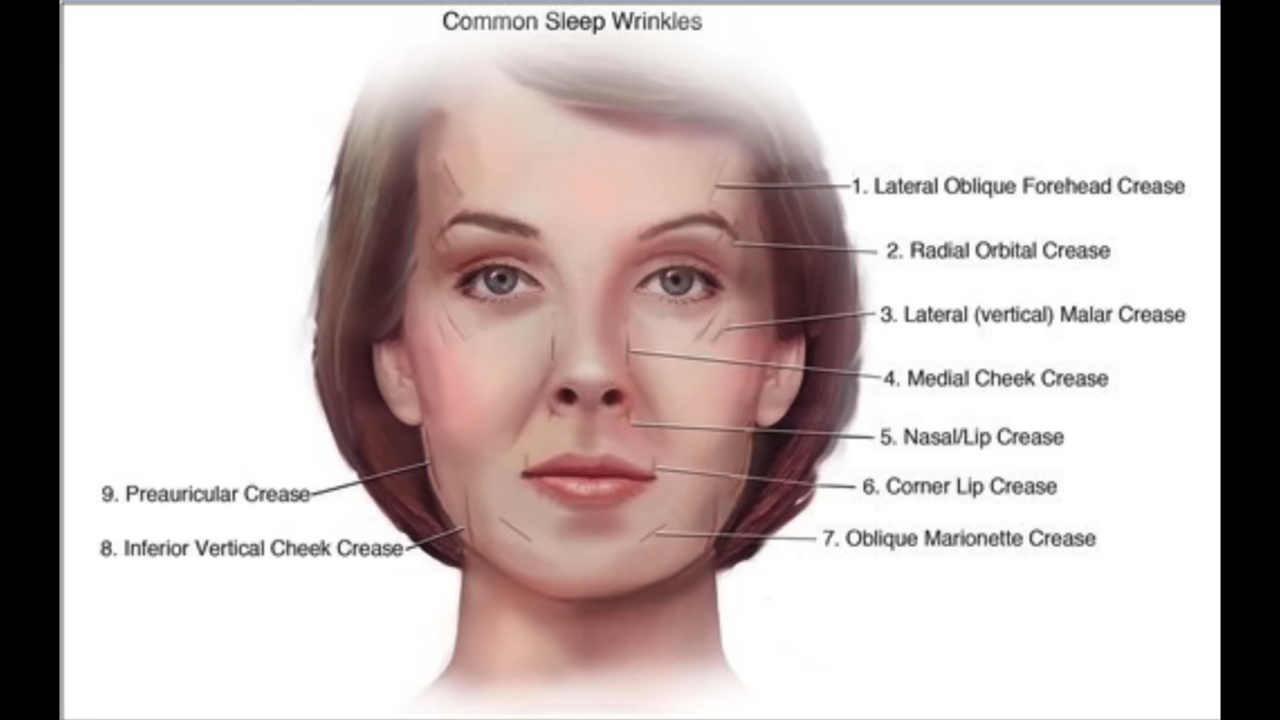 Common Sleep Wrinkles
1. Lateral Oblique Forehead Crease
2. Radial Orbital Crease
3. Lateral (vertical) Malar Crease
4. Medial Cheek Crease
5. Nasal/Lip Crease
6. Corner Lip Crease
7. Oblique Marionette Crease
8. Inferior Vertical Cheek Crease
9. Preauricular Crease